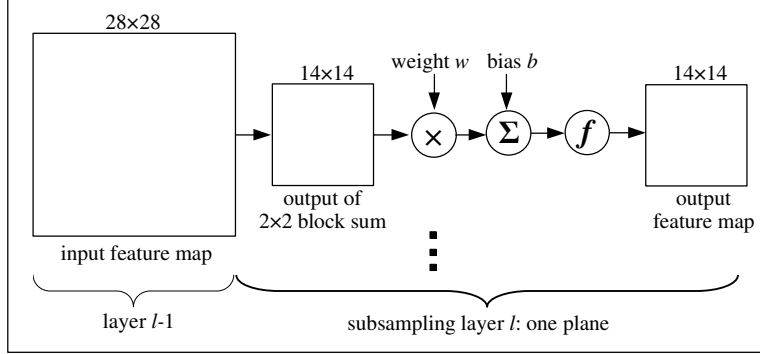 28×28
14×14
weight w
bias b
14×14
×
Σ
f
output of
2×2 block sum
output
feature map
input feature map
layer l-1
subsampling layer l: one plane